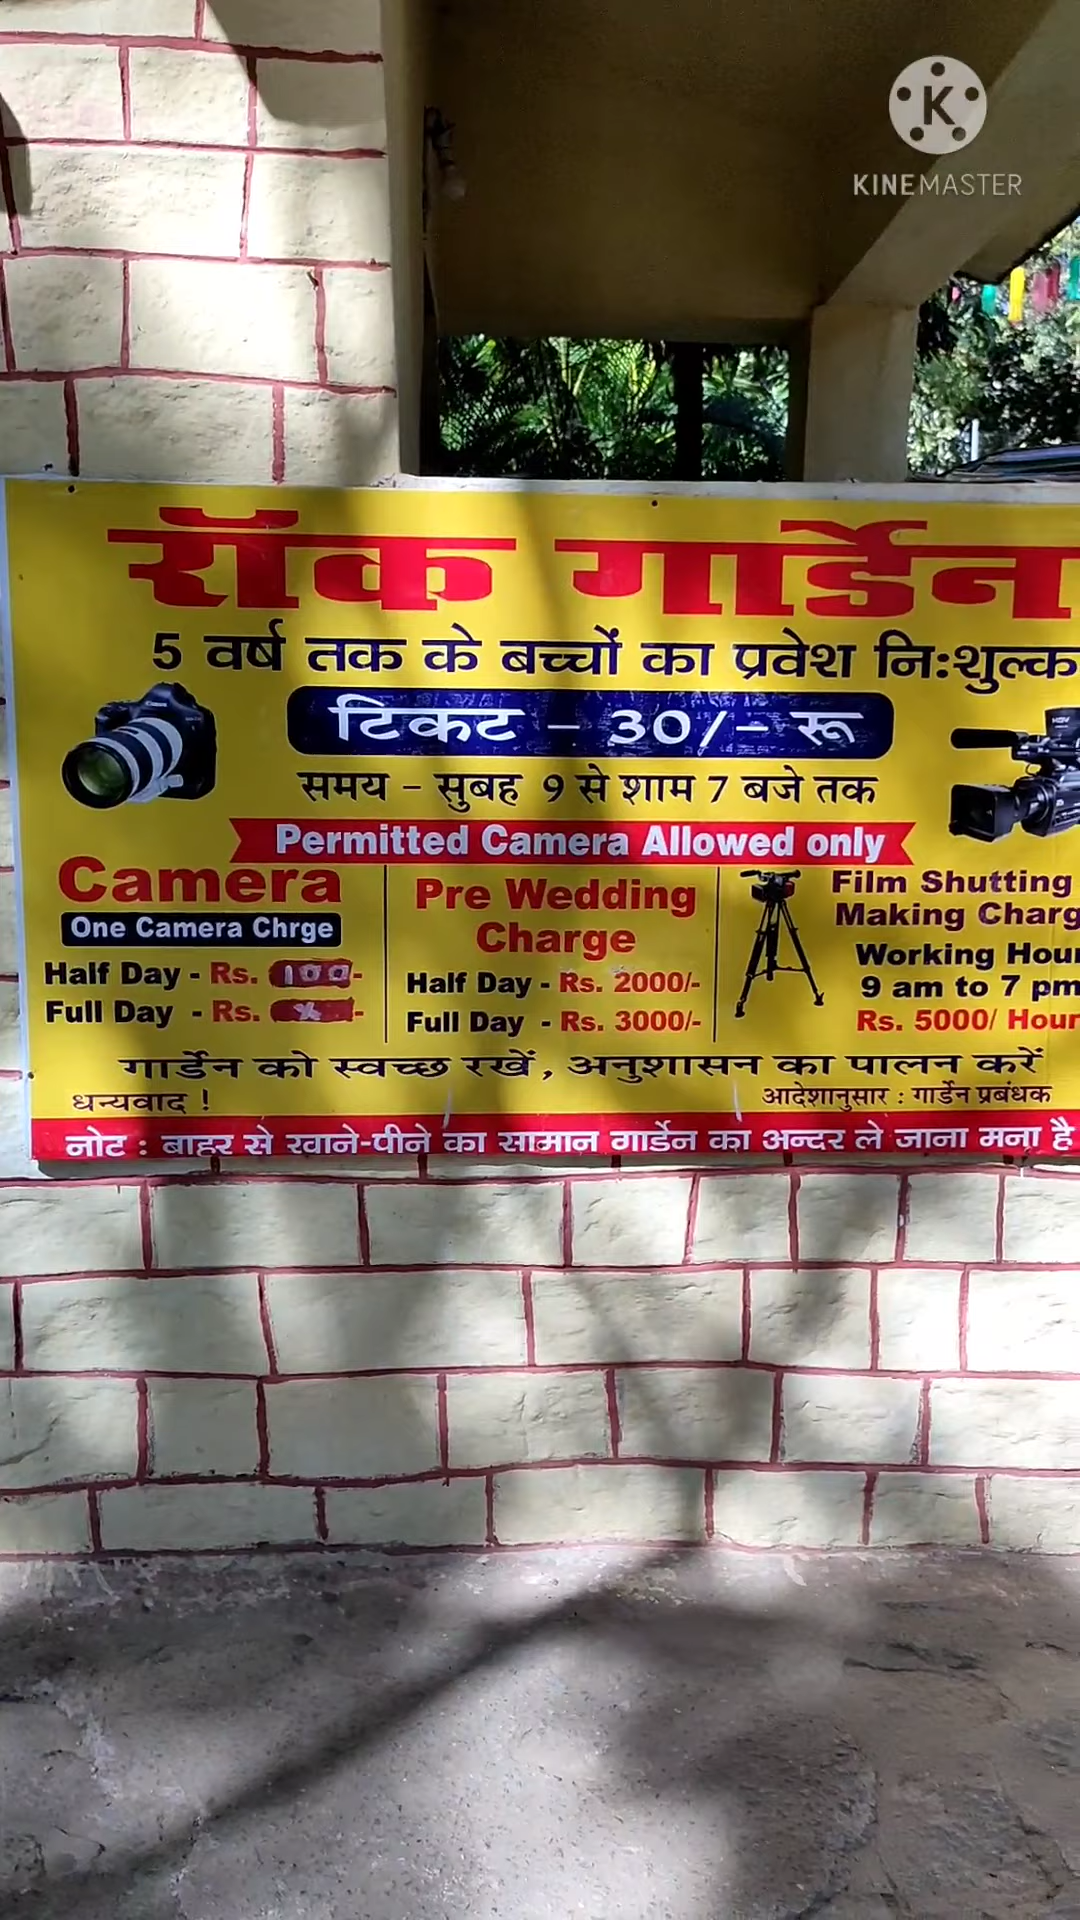 KINEMASTER
रॉक गार्डेन
5 वर्ष तक के बच्चों का प्रवेश नि:शुल्क
टिकट - 30/- रू
समय - सुबह 9 से शाम 7 बजे तक
Permitted Camera Allowed only
Camera
One Camera Chrge
Half Day - Rs. 100-
Full Day - Rs. x -
Pre Wedding
Charge
Half Day - Rs. 2000/-
Full Day - Rs. 3000/-
Film Shutting
Making Charg
Working Hour
9 am to 7 pm
Rs. 5000/ Hour
गार्डेन को स्वच्छ रखें, अनुशासन का पालन करें
धन्यवाद !
आदेशानुसार : गार्डेन प्रबंधक
नोट : बाहर से खाने-पीने का सामान गार्डेन का अन्दर ले जाना मना है